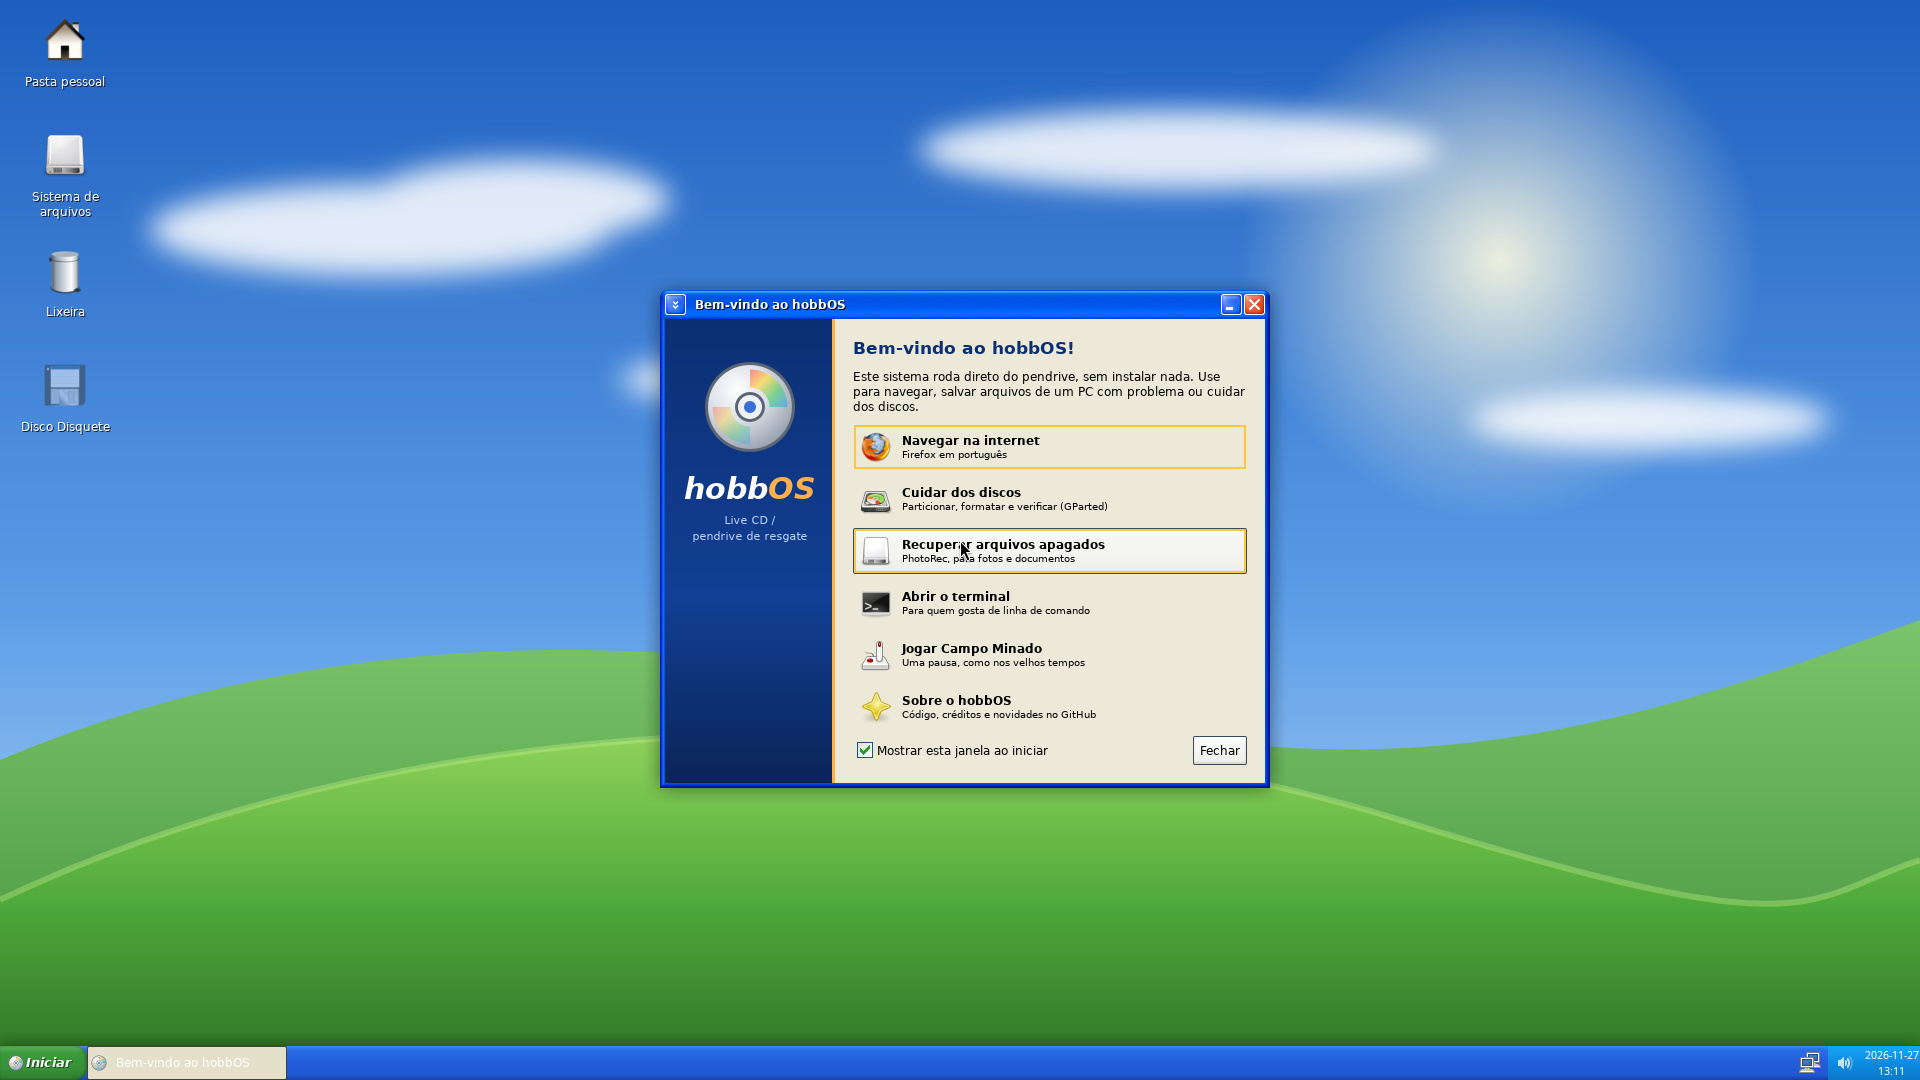 Pasta pessoal
Sistema de
arquivos
Lixeira
Disco Disquete
Bem-vindo ao hobbOS
hobbOS
Live CD /
pendrive de resgate
Bem-vindo ao hobbOS!
Este sistema roda direto do pendrive, sem instalar nada. Use
para navegar, salvar arquivos de um PC com problema ou cuidar
dos discos.
Navegar na internet
Firefox em português
Cuidar dos discos
Particionar, formatar e verificar (GParted)
Recuperar arquivos apagados
PhotoRec, para fotos e documentos
>_
Abrir o terminal
Para quem gosta de linha de comando
Jogar Campo Minado
Uma pausa, como nos velhos tempos
Sobre o hobbOS
Código, créditos e novidades no GitHub
Mostrar esta janela ao iniciar
Fechar
Iniciar
Bem-vindo ao hobbOS
2026-11-27
13:11